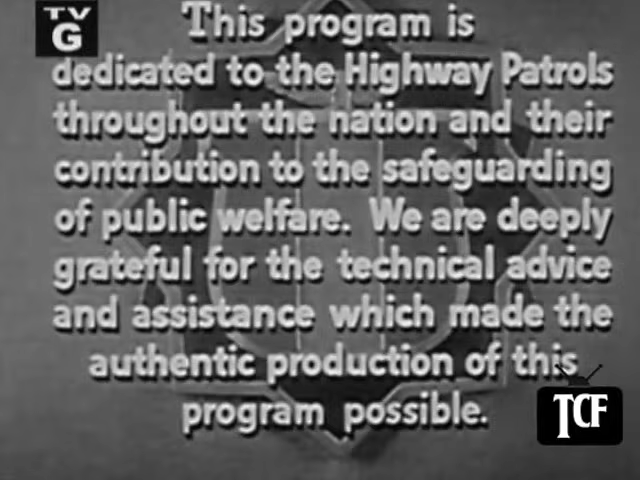 TV
G
This program is
dedicated to the Highway Patrols
throughout the nation and their
contribution to the safeguarding
of public welfare. We are deeply
grateful for the technical advice
and assistance which made the
authentic production of this
program possible.
TCF